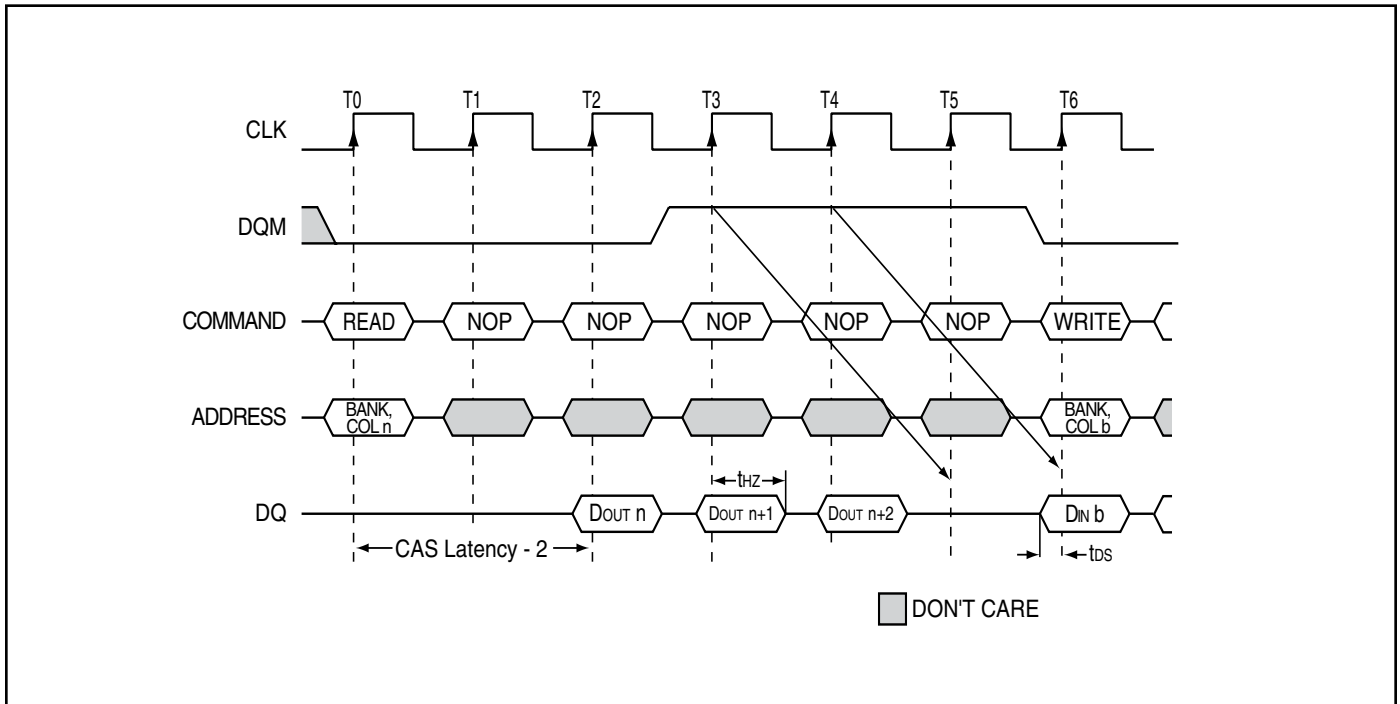 T0 T1 T2 T3 T4 T5 T6
CLK
DQM
COMMAND READ NOP NOP NOP NOP NOP WRITE
ADDRESS BANK, COL n BANK, COL b
tHZ
DQ DOUT n DOUT n+1 DOUT n+2 DIN b
CAS Latency - 2 tDS
DON'T CARE